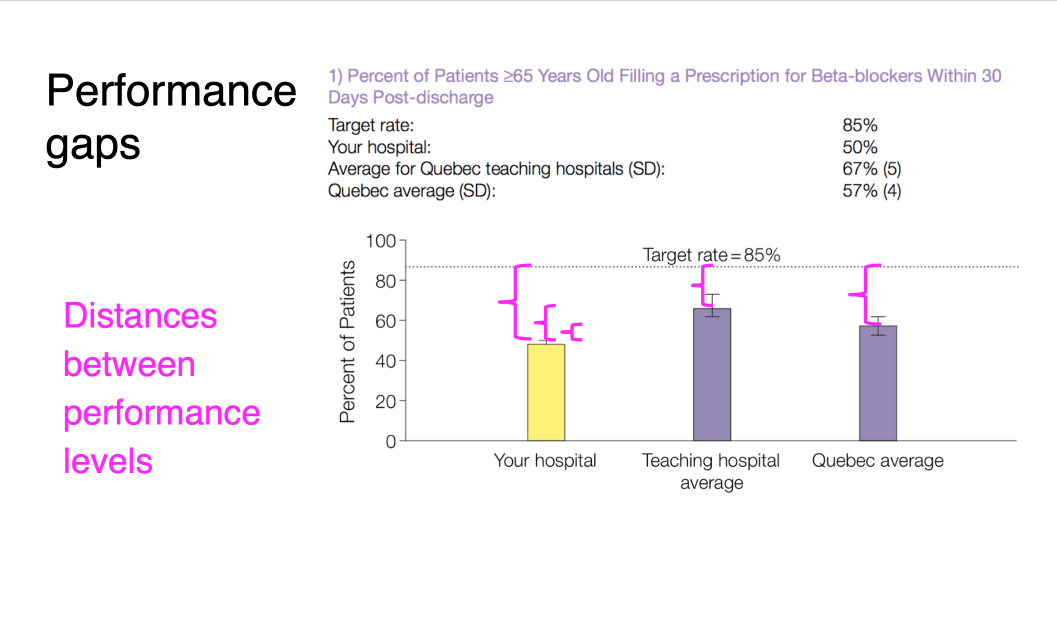 Performance
gaps
1) Percent of Patients ≥65 Years Old Filling a Prescription for Beta-blockers Within 30
Days Post-discharge
Target rate: 85%
Your hospital: 50%
Average for Quebec teaching hospitals (SD): 67% (5)
Quebec average (SD): 57% (4)
Distances
between
performance
levels
Percent of Patients
100
80
60
40
20
0
Target rate=85%
Your hospital
Teaching hospital
average
Quebec average